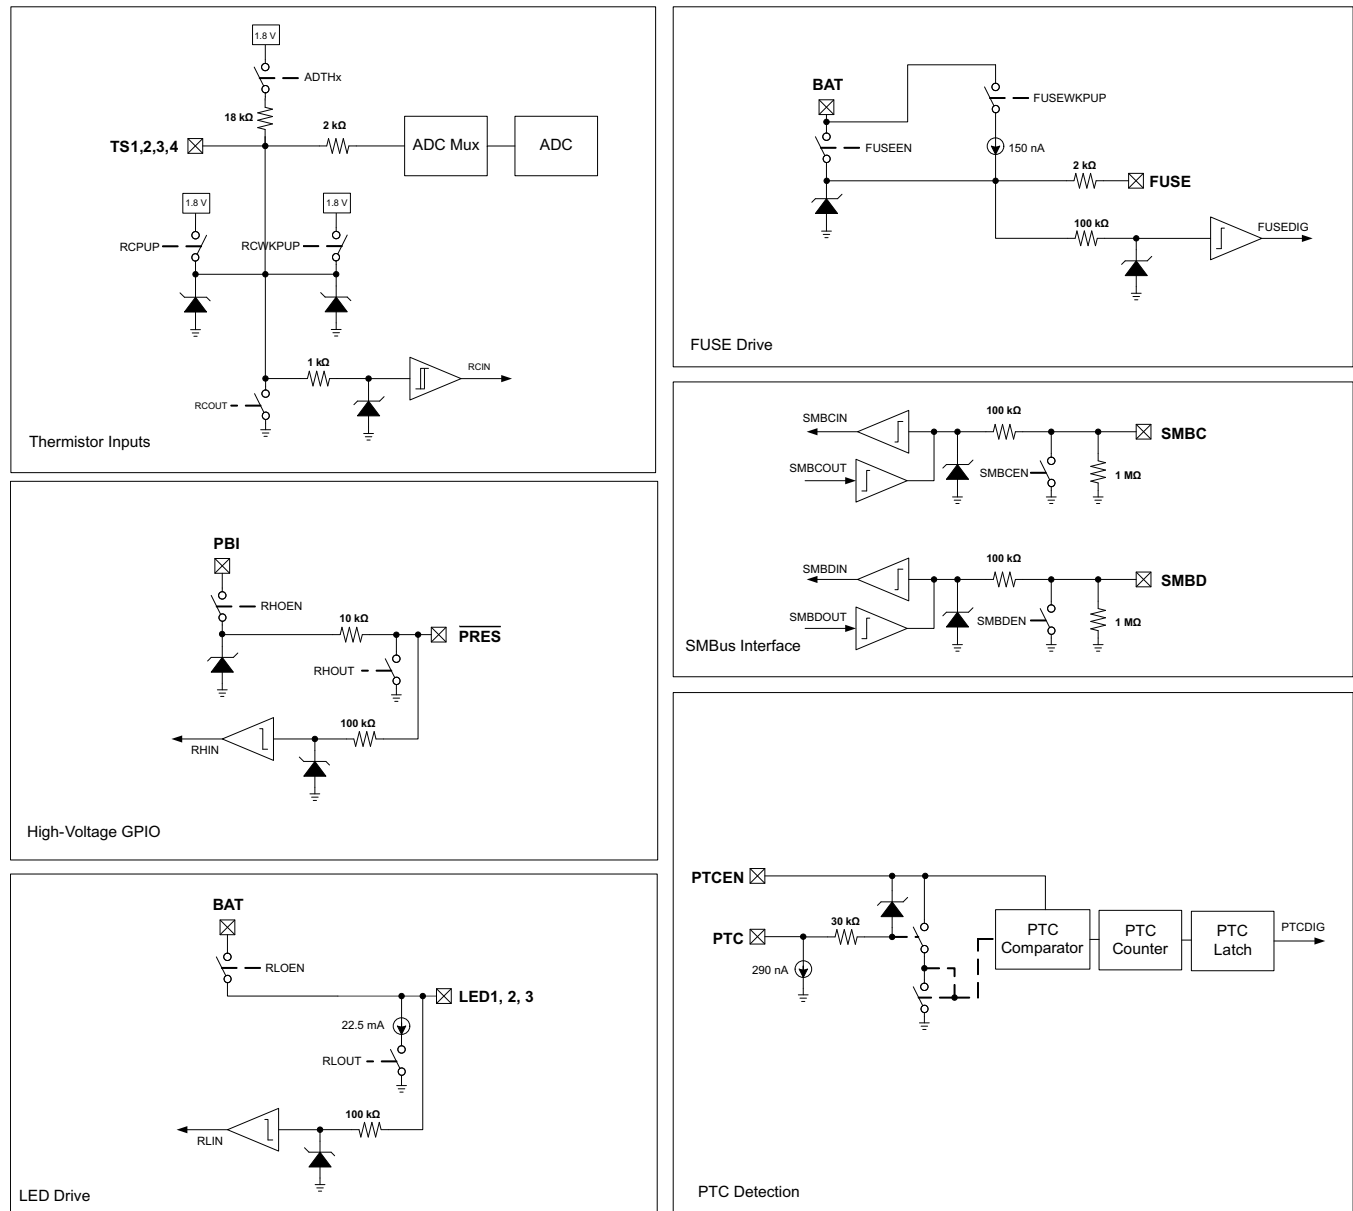 1.8 V
ADTHx
18 kΩ
2 kΩ
TS1,2,3,4
ADC Mux
ADC
1.8 V
1.8 V
RCPUP
RCWKPUP
1 kΩ
RCIN
RCOUT
Thermistor Inputs
BAT
FUSEWKPUP
FUSEEN
150 nA
2 kΩ
FUSE
100 kΩ
FUSEDIG
FUSE Drive
SMBCIN
100 kΩ
SMBC
SMBCOUT
SMBCEN
1 MΩ
SMBDIN
100 kΩ
SMBD
SMBDOUT
SMBDEN
1 MΩ
SMBus Interface
PBI
RHOEN
10 kΩ
PRES
RHOUT
100 kΩ
RHIN
High-Voltage GPIO
PTCEN
30 kΩ
PTC
290 nA
PTC
Comparator
PTC
Counter
PTC
Latch
PTCDIG
PTC Detection
BAT
RLOEN
LED1, 2, 3
22.5 mA
RLOUT
100 kΩ
RLIN
LED Drive